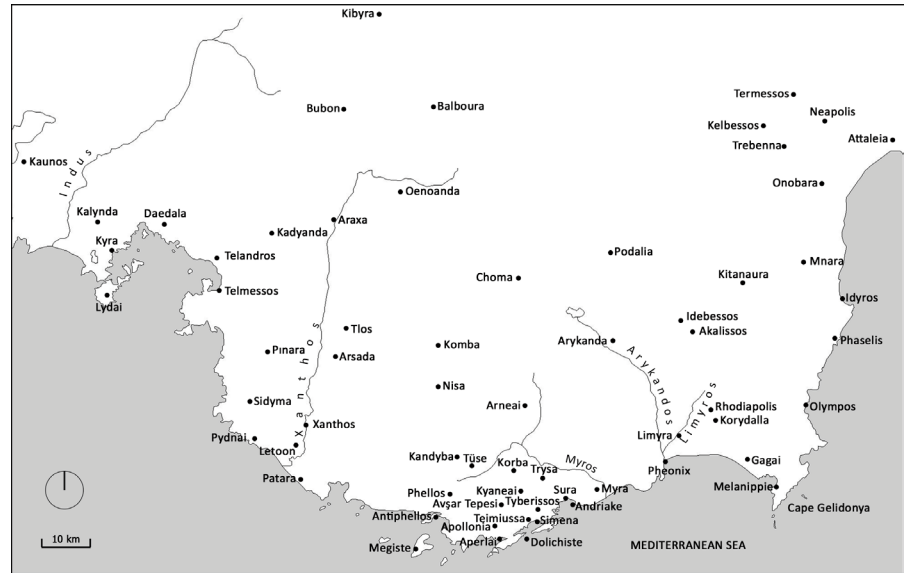 Kibyra
Termessos
Bubon
Balboura
Neapolis
Kelbessos
Attaleia
Trebenna
Kaunos
Indus
Oenoanda
Onobara
Kalynda
Daedala
Araxa
Kadyanda
Kyra
Telandros
Podalia
Mnara
Choma
Kitanaura
Lydai
Telmessos
Idyros
Xanthos
Tlos
Idebessos
Akalissos
Arykanda
Arykandos
Phaselis
Komba
Pınara
Arsada
Nisa
Limyros
Sidyma
Arneai
Rhodiapolis
Olympos
Korydalla
Xanthos
Pydnai
Limyra
Letoon
Kandyba
Tüse
Korba
Myros
Trysa
Pheonix
Gagai
Patara
Melanippie
Phellos
Kyaneai
Sura
Myra
Avşar Tepesi
Tyberissos
Andriake
Cape Gelidonya
Antiphellos
Teimiussa
Simena
Apollonia
10 km
Megiste
Aperlai
Dolichiste
MEDITERRANEAN SEA